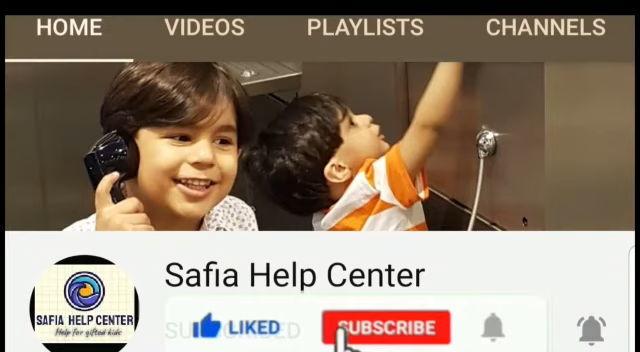 HOME VIDEOS PLAYLISTS CHANNELS
Safia Help Center
SAFIA HELP CENTER
Help for gifted kids
LIKED SUBSCRIBE